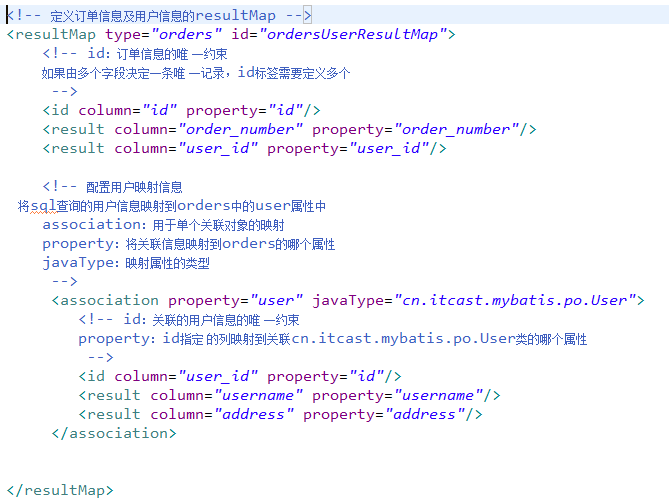 <!-- 定义订单信息及用户信息的resultMap -->
<resultMap type="orders" id="ordersUserResultMap">
<!-- id：订单信息的唯一约束
如果由多个字段决定一条唯一记录，id标签需要定义多个
-->
<id column="id" property="id"/>
<result column="order_number" property="order_number"/>
<result column="user_id" property="user_id"/>
<!-- 配置用户映射信息
将sql查询的用户信息映射到orders中的user属性中
association：用于单个关联对象的映射
property：将关联信息映射到orders的哪个属性
javaType：映射属性的类型
-->
<association property="user" javaType="cn.itcast.mybatis.po.User">
<!-- id：关联的用户信息的唯一约束
property：id指定的列映射到关联cn.itcast.mybatis.po.User类的哪个属性
-->
<id column="user_id" property="id"/>
<result column="username" property="username"/>
<result column="address" property="address"/>
</association>
</resultMap>